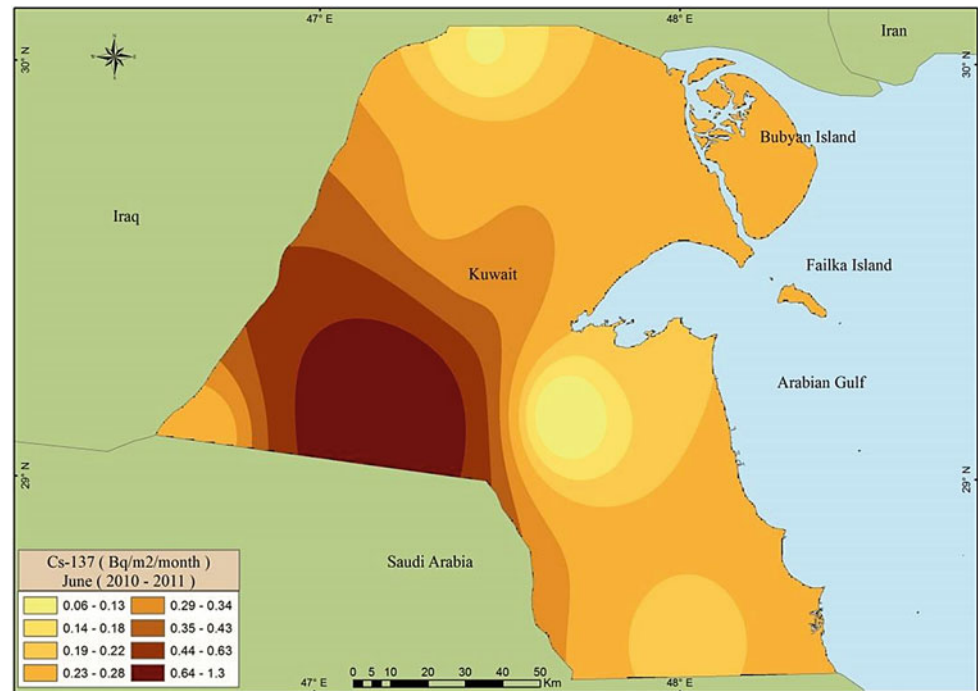 47° E
48° E
Iran
30° N
30° N
Bubyan Island
Iraq
Failka Island
Kuwait
Arabian Gulf
29° N
29° N
Saudi Arabia
Cs-137 ( Bq/m2/month )
June ( 2010 - 2011 )
0.06 - 0.13
0.29 - 0.34
0.14 - 0.18
0.35 - 0.43
0.19 - 0.22
0.44 - 0.63
0.23 - 0.28
0.64 - 1.3
0 5 10 20 30 40 50
Km
47° E
48° E